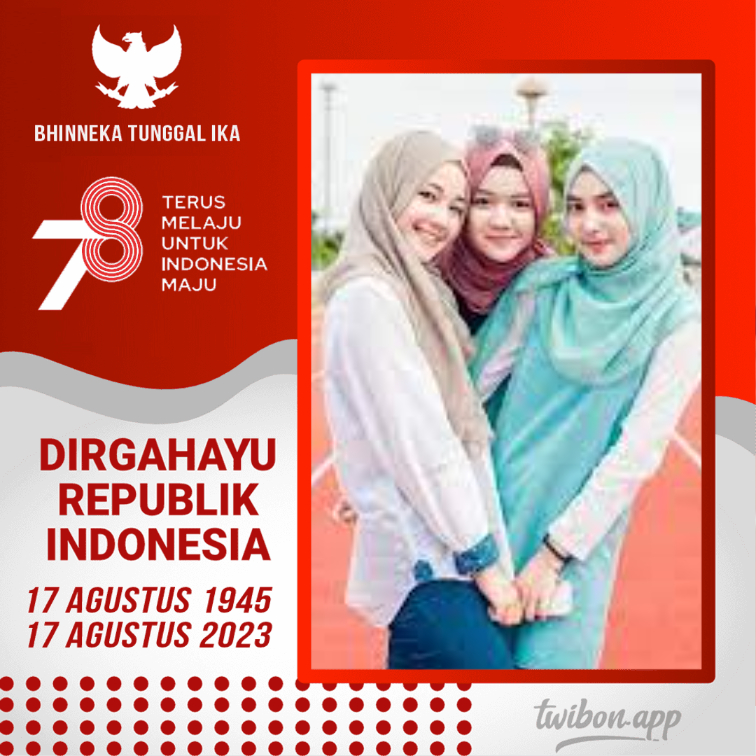 BHINNEKA TUNGGAL IKA
78
TERUS
MELAJU
UNTUK
INDONESIA
MAJU
DIRGAHAYU
REPUBLIK
INDONESIA
17 AGUSTUS 1945
17 AGUSTUS 2023
twibon.app